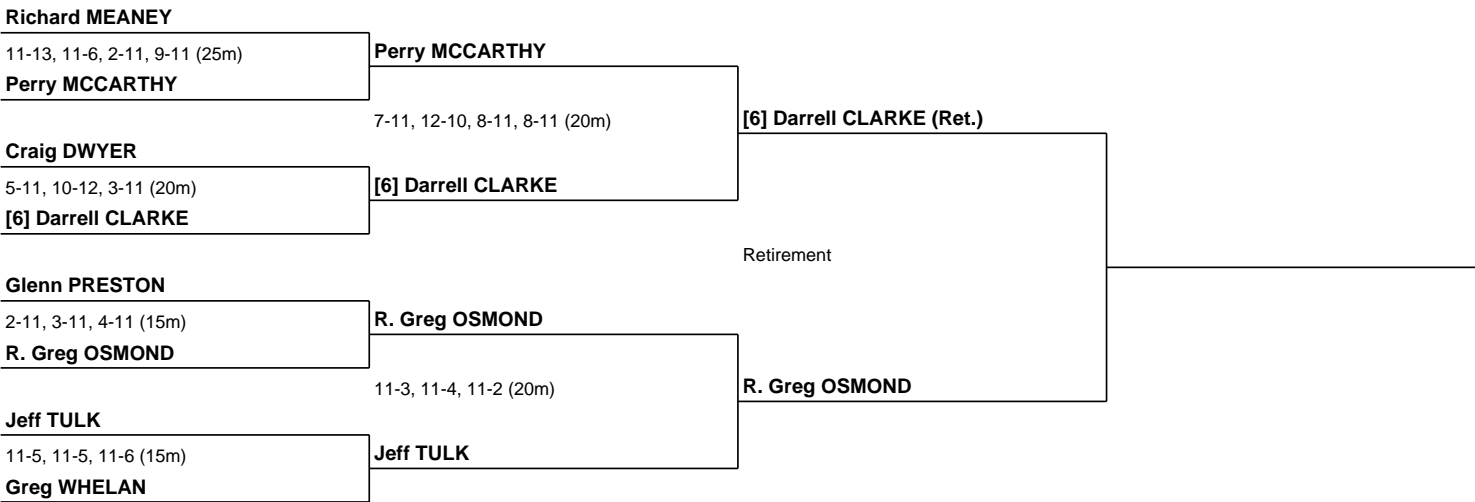 Richard MEANEY
11-13, 11-6, 2-11, 9-11 (25m)
Perry MCCARTHY
Perry MCCARTHY
7-11, 12-10, 8-11, 8-11 (20m)
[6] Darrell CLARKE (Ret.)
Craig DWYER
5-11, 10-12, 3-11 (20m)
[6] Darrell CLARKE
[6] Darrell CLARKE
Retirement
Glenn PRESTON
2-11, 3-11, 4-11 (15m)
R. Greg OSMOND
R. Greg OSMOND
11-3, 11-4, 11-2 (20m)
R. Greg OSMOND
Jeff TULK
11-5, 11-5, 11-6 (15m)
Jeff TULK
Greg WHELAN